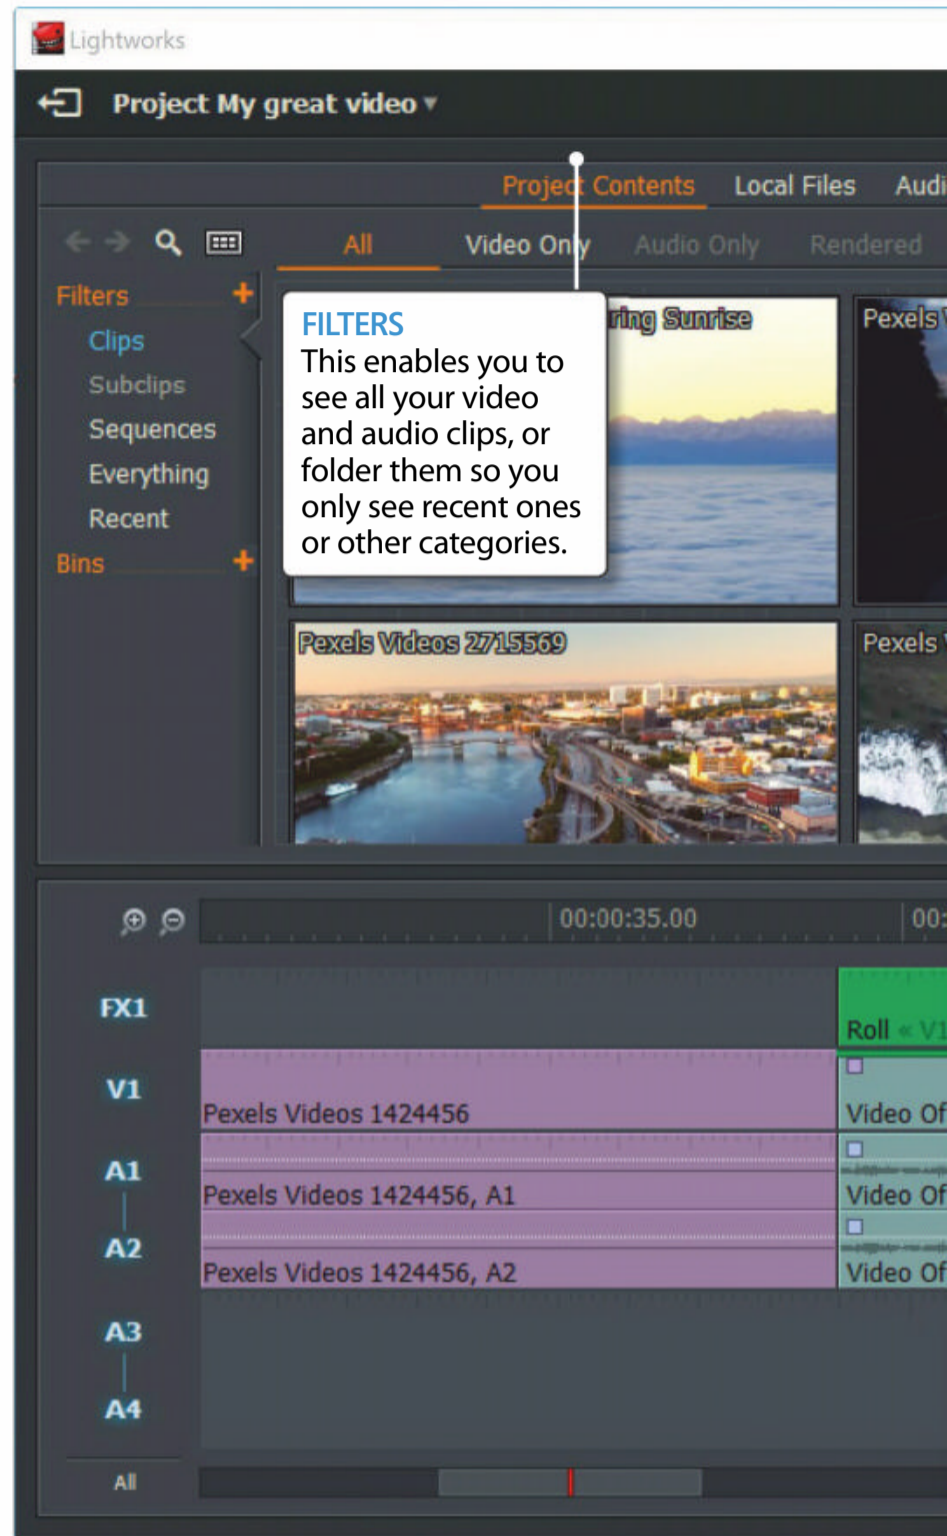 Lightworks
Project My great video
Project Contents Local Files Audi
All Video Only Audio Only Rendered
Filters +
Clips
Subclips
Sequences
Everything
Recent
Bins +
FILTERS
This enables you to
see all your video
and audio clips, or
folder them so you
only see recent ones
or other categories.
ring Sunrise
Pexels
Pexels Videos 2715569
Pexels
00:00:35.00 00:
FX1
Roll « V1
V1
Pexels Videos 1424456
Video Of
A1
Pexels Videos 1424456, A1
Video Of
A2
Pexels Videos 1424456, A2
Video Of
A3
A4
All